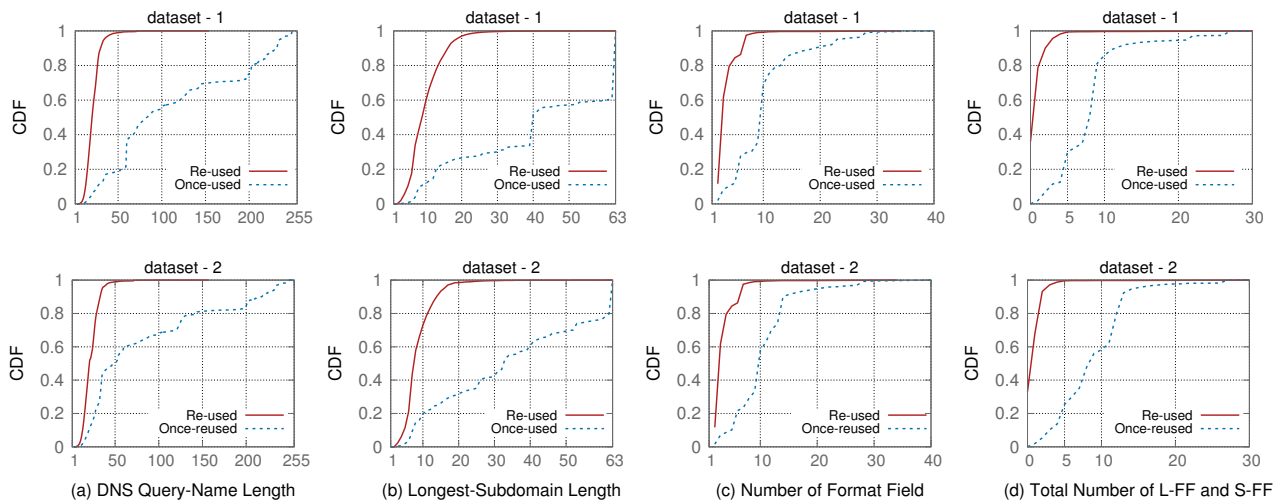 dataset - 1
CDF
1
0.8
0.6
0.4
0.2
0
Re-used
Once-used
1 50 100 150 200 255
dataset - 1
CDF
1
0.8
0.6
0.4
0.2
0
Re-used
Once-used
1 10 20 30 40 50 63
dataset - 1
CDF
1
0.8
0.6
0.4
0.2
0
Re-used
Once-used
1 10 20 30 40
dataset - 1
CDF
1
0.8
0.6
0.4
0.2
0
Re-used
Once-used
0 5 10 20 30
dataset - 2
CDF
1
0.8
0.6
0.4
0.2
0
Re-used
Once-reused
1 50 100 150 200 255
(a) DNS Query-Name Length
dataset - 2
CDF
1
0.8
0.6
0.4
0.2
0
Re-used
Once-used
1 10 20 30 40 50 63
(b) Longest-Subdomain Length
dataset - 2
CDF
1
0.8
0.6
0.4
0.2
0
Re-used
Once-reused
1 10 20 30 40
(c) Number of Format Field
dataset - 2
CDF
1
0.8
0.6
0.4
0.2
0
Re-used
Once-reused
0 5 10 20 30
(d) Total Number of L-FF and S-FF